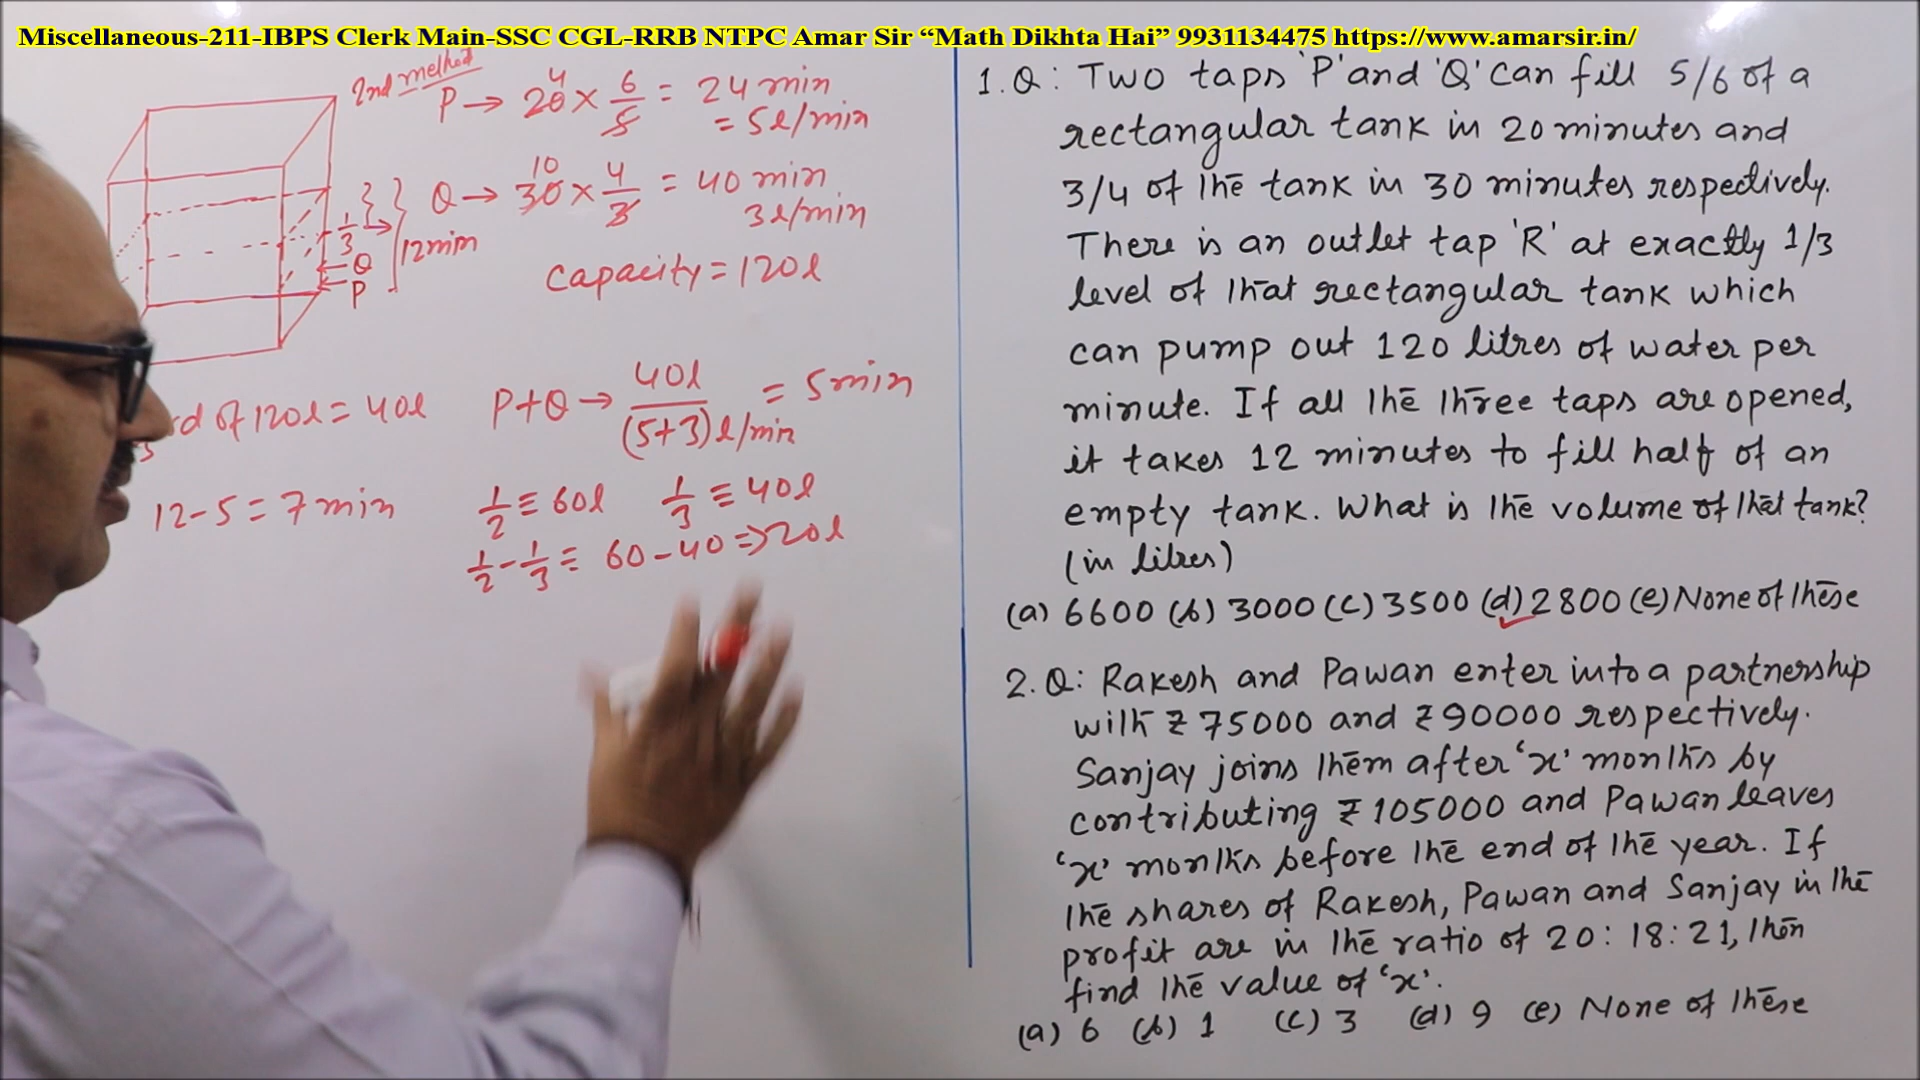 Miscellaneous-211-IBPS Clerk Main-SSC CGL-RRB NTPC Amar Sir “Math Dikhta Hai” 9931134475 https://www.amarsir.in/
2nd method
P → 20 4 × 6/5 = 24 min
= 5l/min
Q → 30 10 × 4/3 = 40 min
3l/min
1/3
12 min
Q
P
capacity = 120l
rd of 120l = 40l
3
P+Q → 40l/(5+3)l/min = 5 min
12-5 = 7 min
1/2 ≡ 60l 1/3 ≡ 40l
1/2 - 1/3 ≡ 60-40 ⇒ 20l
1. Q: Two taps 'P' and 'Q' can fill 5/6 of a
rectangular tank in 20 minutes and
3/4 of the tank in 30 minutes respectively.
There is an outlet tap 'R' at exactly 1/3
level of that rectangular tank which
can pump out 120 litres of water per
minute. If all the three taps are opened,
it takes 12 minutes to fill half of an
empty tank. What is the volume of that tank?
(in litres)
(a) 6600 (b) 3000 (c) 3500 (d) 2800 (e) None of these
2. Q: Rakesh and Pawan enter into a partnership
with ₹ 75000 and ₹ 90000 respectively.
Sanjay joins them after 'x' months by
contributing ₹ 105000 and Pawan leaves
'x' months before the end of the year. If
the shares of Rakesh, Pawan and Sanjay in the
profit are in the ratio of 20:18:21, then
find the value of 'x'.
(a) 6 (b) 1 (c) 3 (d) 9 (e) None of these